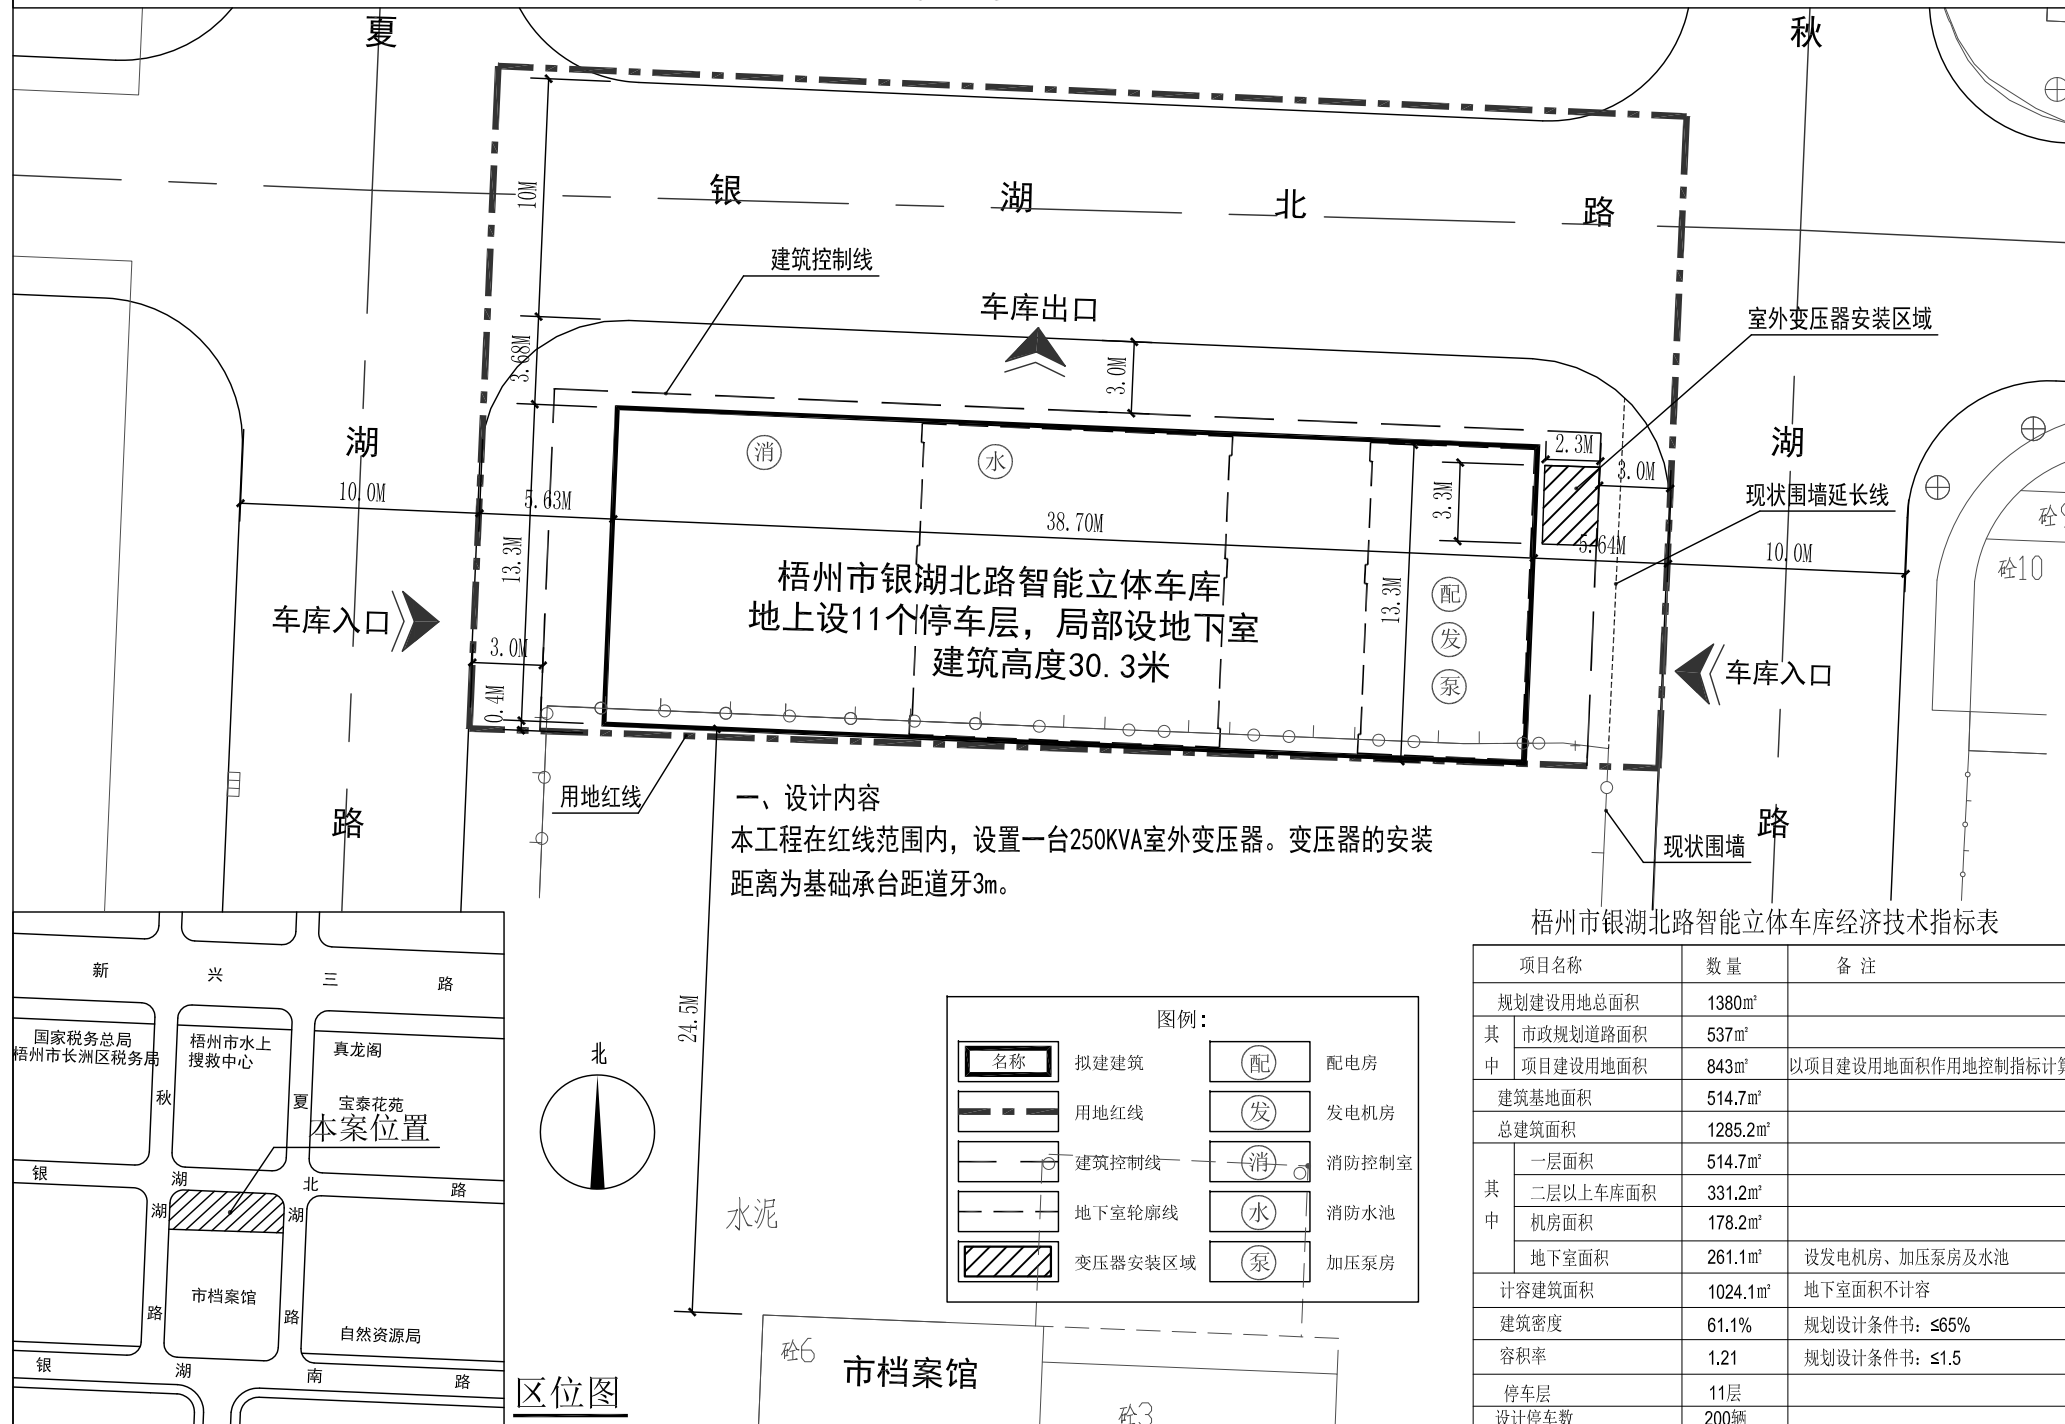 夏
秋
银 湖 北 路
10M
建筑控制线
车库出口
室外变压器安装区域
3.68M
3.0M
湖
湖
消
水
2.3M
3.0M
3.3M
10.0M
5.63M
38.70M
现状围墙延长线
5.64M
10.0M
砼10
13.3M
梧州市银湖北路智能立体车库
地上设11个停车层，局部设地下室
建筑高度30.3米
13.3M
配
发
泵
车库入口
车库入口
3.0M
0.4M
用地红线
路
路
现状围墙
一、设计内容
本工程在红线范围内，设置一台250KVA室外变压器。变压器的安装
距离为基础承台距道牙3m。
24.5M
新 兴 三 路
国家税务总局
梧州市长洲区税务局
梧州市水上
搜救中心
真龙阁
秋
夏
宝泰花苑
本案位置
银 湖 北 路
湖
湖
市档案馆
路
路
自然资源局
银 湖 南 路
区位图
北
水泥
砼6
市档案馆
砼3
图例：
名称 拟建建筑 配 配电房
用地红线 发 发电机房
建筑控制线 消 消防控制室
地下室轮廓线 水 消防水池
变压器安装区域 泵 加压泵房
梧州市银湖北路智能立体车库经济技术指标表
项目名称 数量 备注
规划建设用地总面积 1380㎡
其中 市政规划道路面积 537㎡
项目建设用地面积 843㎡ 以项目建设用地面积作用地控制指标计算
建筑基地面积 514.7㎡
总建筑面积 1285.2㎡
其中 一层面积 514.7㎡
二层以上车库面积 331.2㎡
机房面积 178.2㎡
地下室面积 261.1㎡ 设发电机房、加压泵房及水池
计容建筑面积 1024.1㎡ 地下室面积不计容
建筑密度 61.1% 规划设计条件书：≤65%
容积率 1.21 规划设计条件书：≤1.5
停车层 11层
设计停车数 200辆